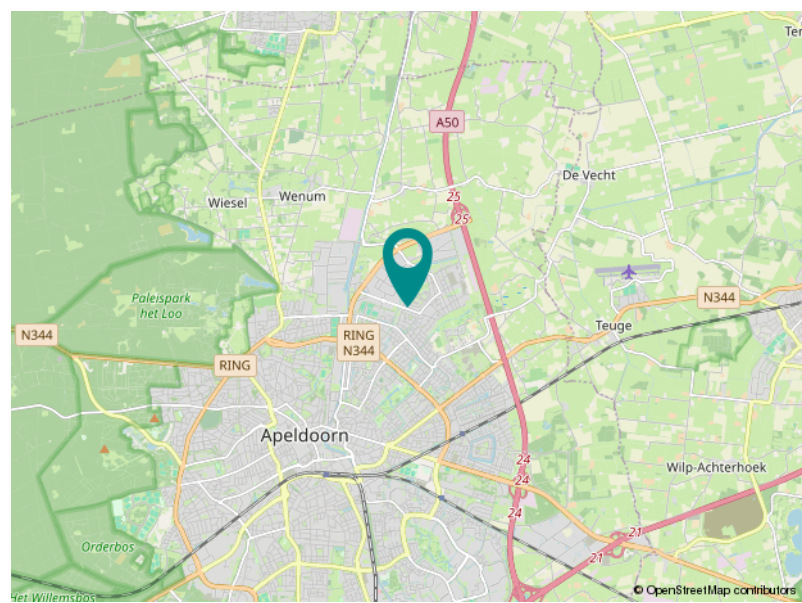 Ter
A50
De Vecht
25
Wiesel
Wenum
25
Paleispark
het Loo
N344
Teuge
N344
RING
N344
RING
Apeldoorn
24
24
24
Wilp-Achterhoek
21
21
Orderbos
Het Willemsbos
© OpenStreetMap contributors